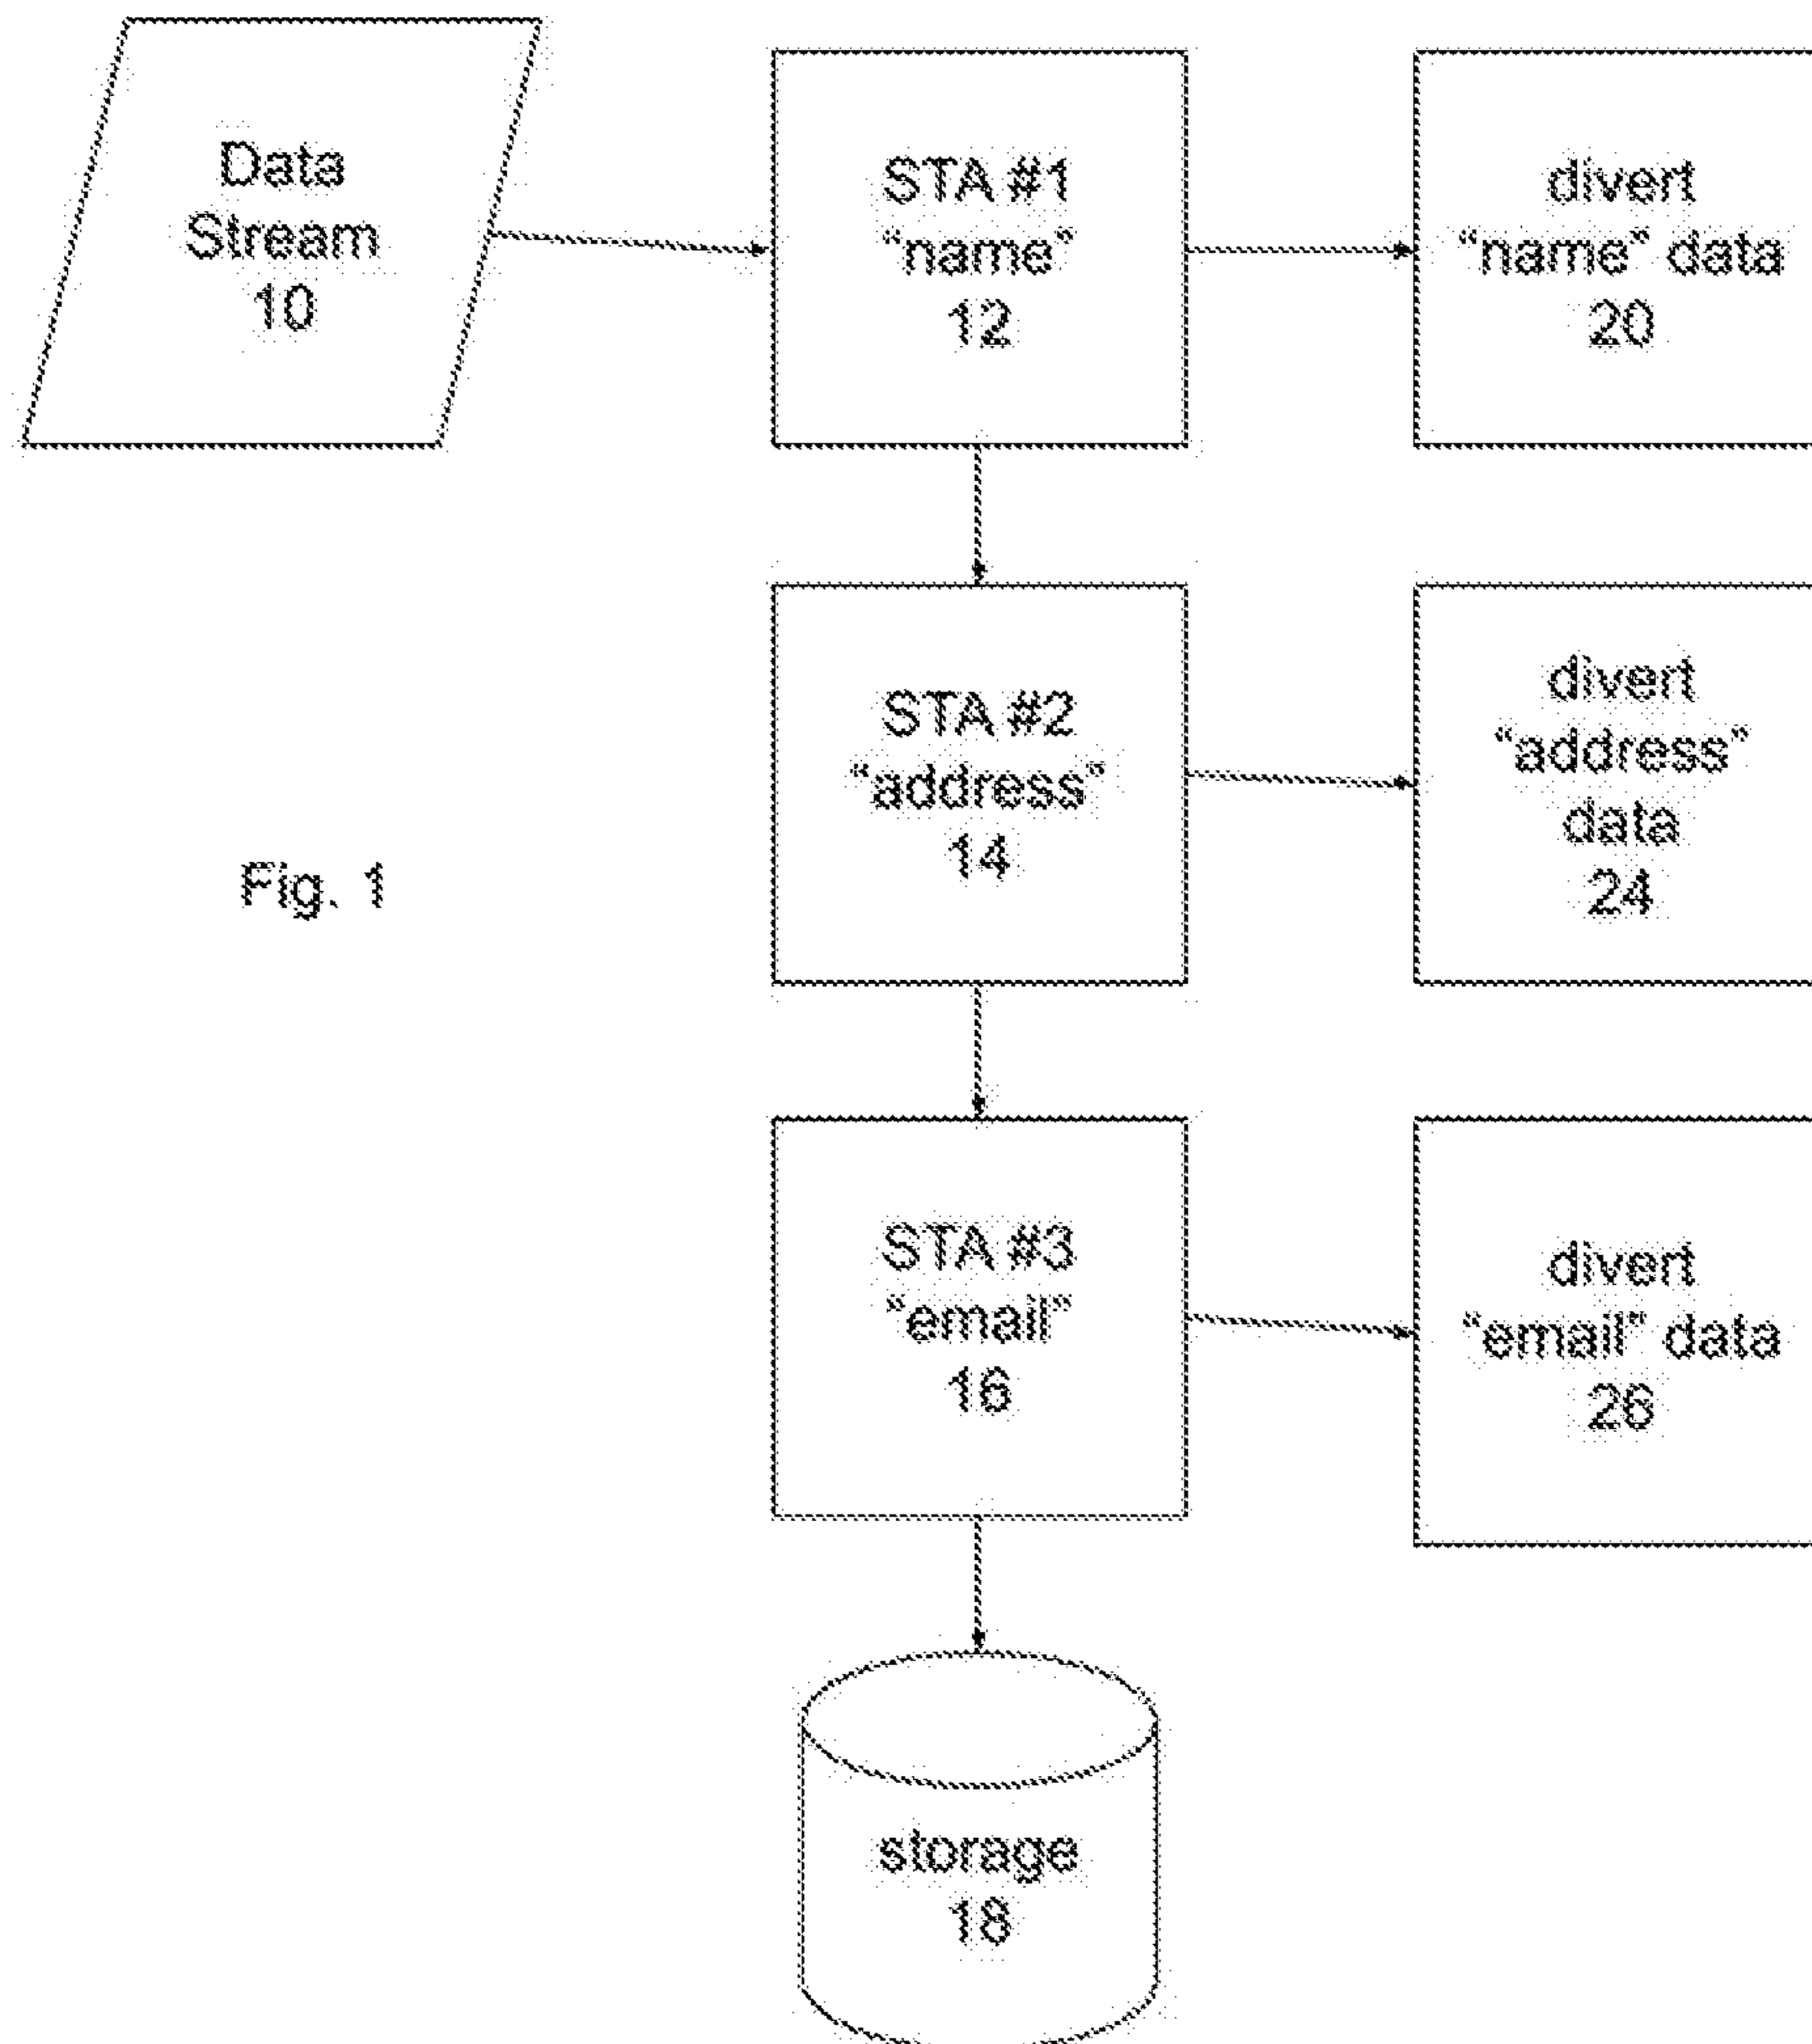 Data
Stream
10
STA #1
“name”
12
divert
“name” data
20
STA #2
“address”
14
divert
“address”
data
24
Fig. 1
STA #3
“email”
16
divert
“email” data
26
storage
18